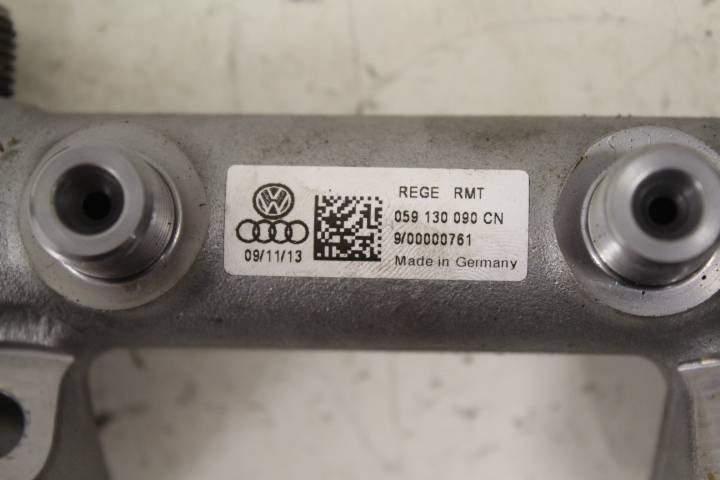 REGE RMT
059 130 090 CN
9/00000761
Made in Germany
09/11/13